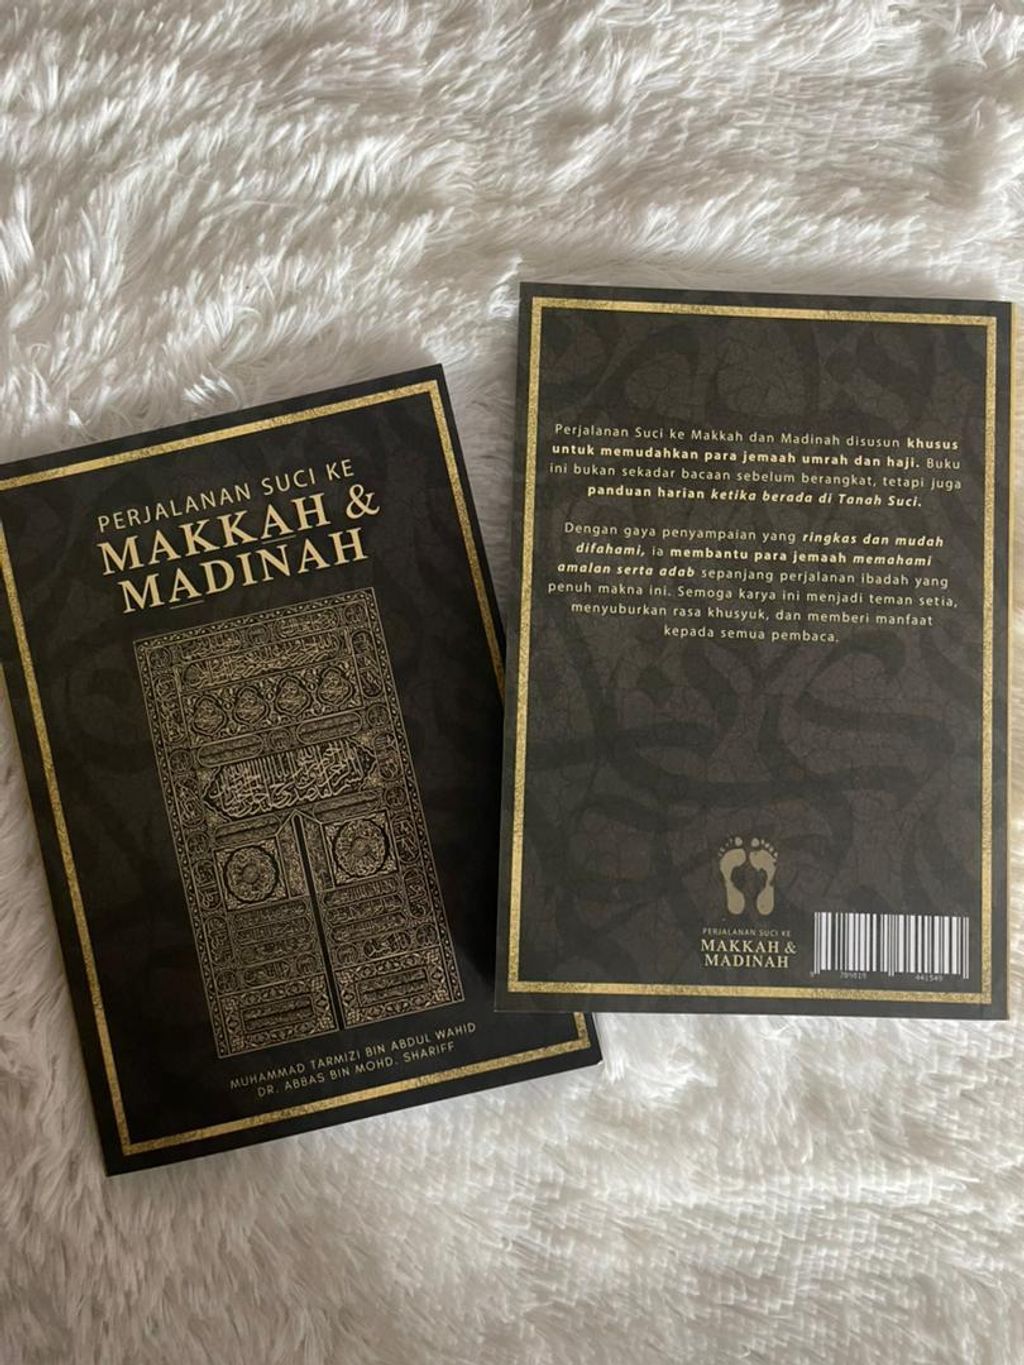 PERJALANAN SUCI KE
MAKKAH &
MADINAH
MUHAMMAD TARMIZI BIN ABDUL WAHID
DR. ABBAS BIN MOHD. SHARIFF
Perjalanan Suci ke Makkah dan Madinah disusun khusus
untuk memudahkan para jemaah umrah dan haji. Buku
ini bukan sekadar bacaan sebelum berangkat, tetapi juga
panduan harian ketika berada di Tanah Suci.
Dengan gaya penyampaian yang ringkas dan mudah
difahami, ia membantu para jemaah memahami
amalan serta adab sepanjang perjalanan ibadah yang
penuh makna ini. Semoga karya ini menjadi teman setia,
menyuburkan rasa khusyuk, dan memberi manfaat
kepada semua pembaca.
PERJALANAN SUCI KE
MAKKAH &
MADINAH